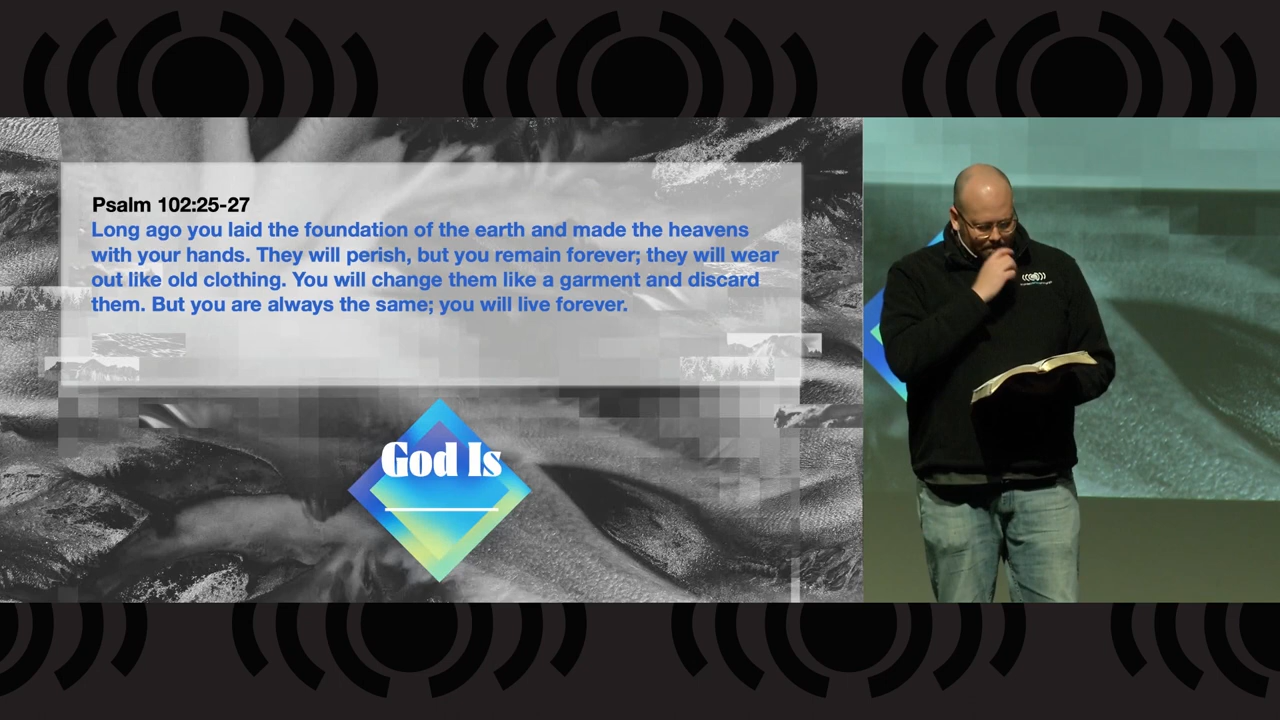 Psalm 102:25-27
Long ago you laid the foundation of the earth and made the heavens
with your hands. They will perish, but you remain forever; they will wear
out like old clothing. You will change them like a garment and discard
them. But you are always the same; you will live forever.
God Is